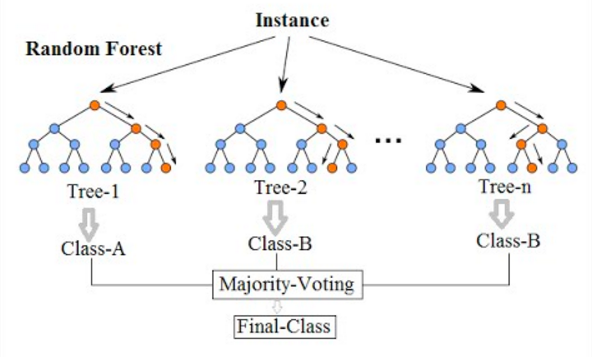 Instance
Random Forest
...
Tree-1
Tree-2
Tree-n
Class-A
Class-B
Class-B
Majority-Voting
Final-Class